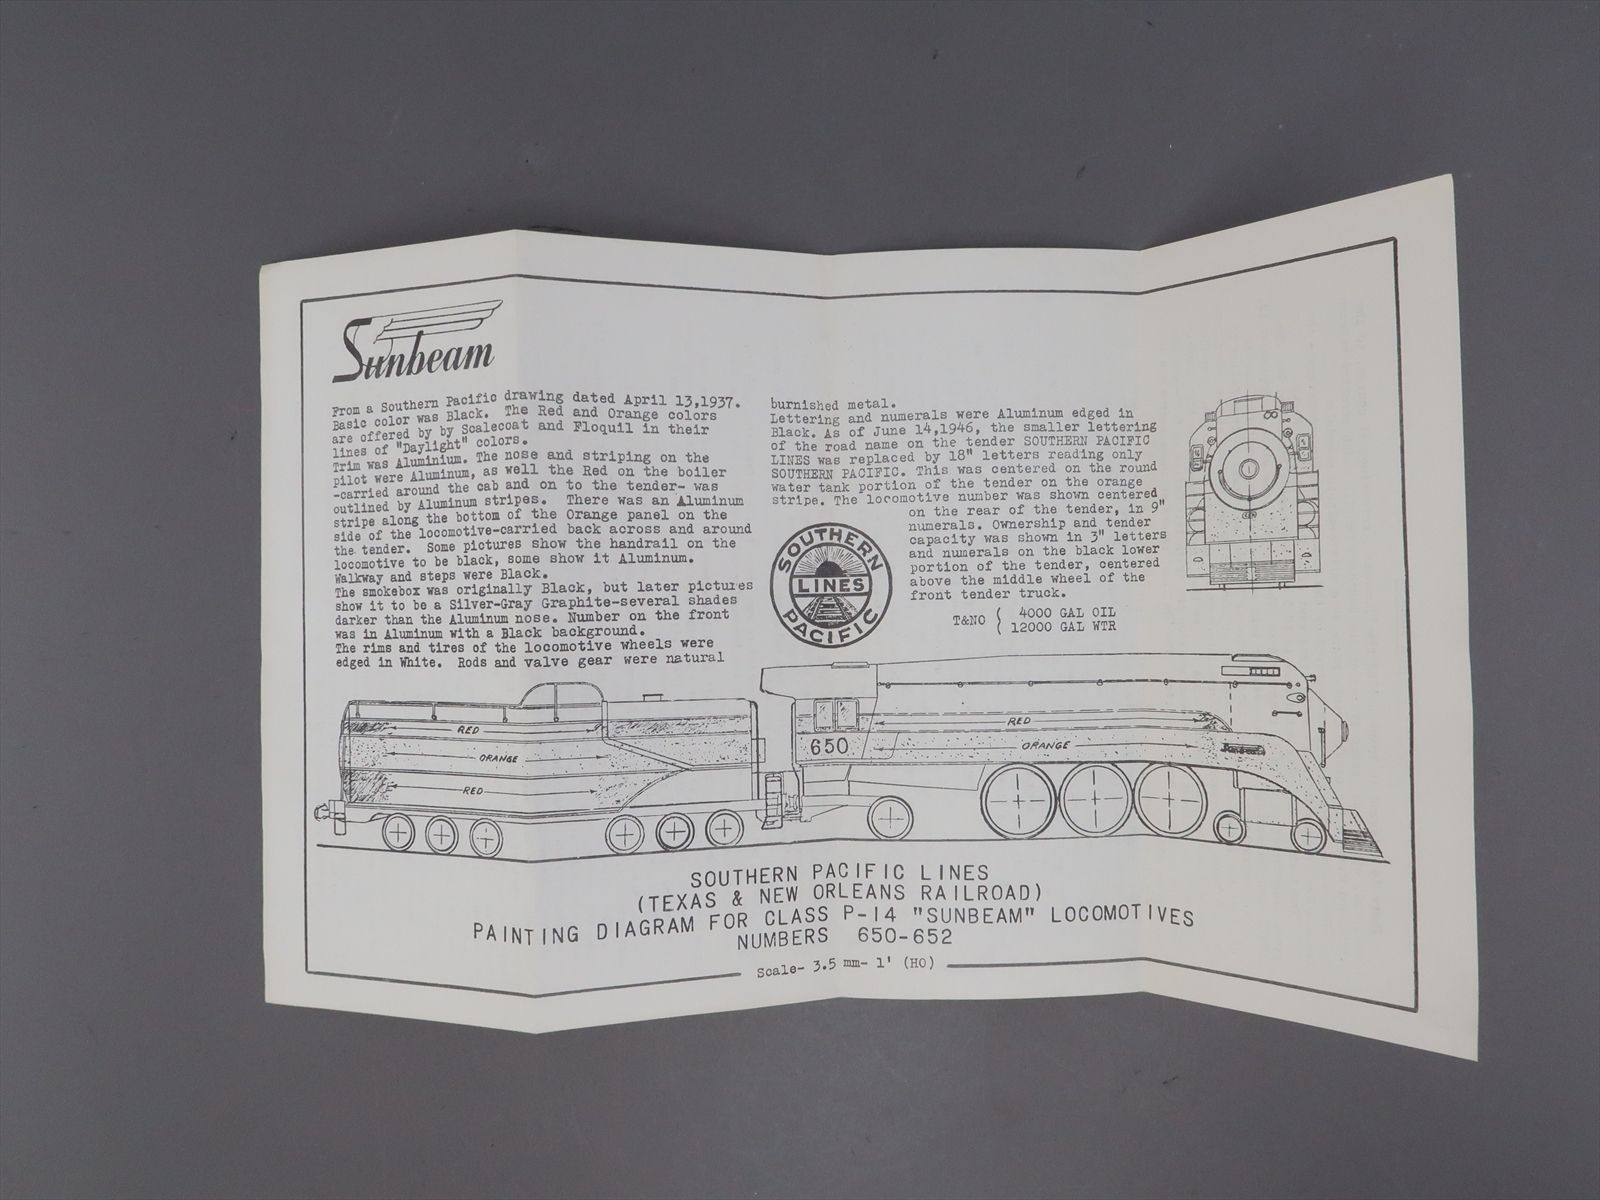 Sunbeam
From a Southern Pacific drawing dated April 13,1937.
Basic color was Black. The Red and Orange colors
are offered by by Scalecoat and Floquil in their
lines of "Daylight" colors.
Trim was Aluminium. The nose and striping on the
pilot were Aluminum, as well the Red on the boiler
-carried around the cab and on to the tender- was
outlined by Aluminum stripes. There was an Aluminum
stripe along the bottom of the Orange panel on the
side of the locomotive-carried back across and around
the tender. Some pictures show the handrail on the
locomotive to be black, some show it Aluminum.
Walkway and steps were Black.
The smokebox was originally Black, but later pictures
show it to be a Silver-Gray Graphite-several shades
darker than the Aluminum nose. Number on the front
was in Aluminum with a Black background.
The rims and tires of the locomotive wheels were
edged in White. Rods and valve gear were natural
burnished metal.
Lettering and numerals were Aluminum edged in
Black. As of June 14,1946, the smaller lettering
of the road name on the tender SOUTHERN PACIFIC
LINES was replaced by 18" letters reading only
SOUTHERN PACIFIC. This was centered on the round
water tank portion of the tender on the orange
stripe. The locomotive number was shown centered
on the rear of the tender, in 9"
numerals. Ownership and tender
capacity was shown in 3" letters
and numerals on the black lower
portion of the tender, centered
above the middle wheel of the
front tender truck.
T&NO { 4000 GAL OIL
12000 GAL WTR
SOUTHERN
LINES
PACIFIC
RED
ORANGE
RED
650
RED
ORANGE
Sunbeam
SOUTHERN PACIFIC LINES
(TEXAS & NEW ORLEANS RAILROAD)
PAINTING DIAGRAM FOR CLASS P-14 "SUNBEAM" LOCOMOTIVES
NUMBERS 650-652
Scale- 3.5 mm- 1' (HO)